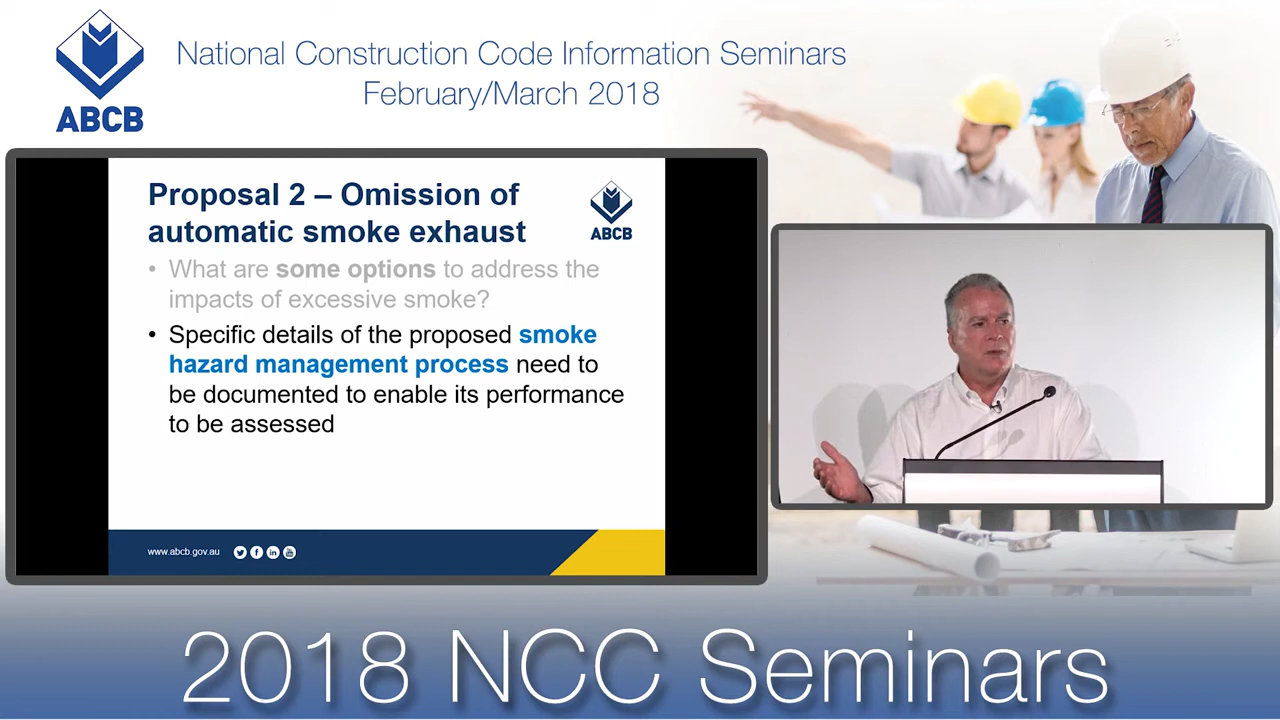 ABCB
National Construction Code Information Seminars
February/March 2018
Proposal 2 – Omission of
automatic smoke exhaust
ABCB
• What are some options to address the
impacts of excessive smoke?
• Specific details of the proposed smoke
hazard management process need to
be documented to enable its performance
to be assessed
www.abcb.gov.au
2018 NCC Seminars